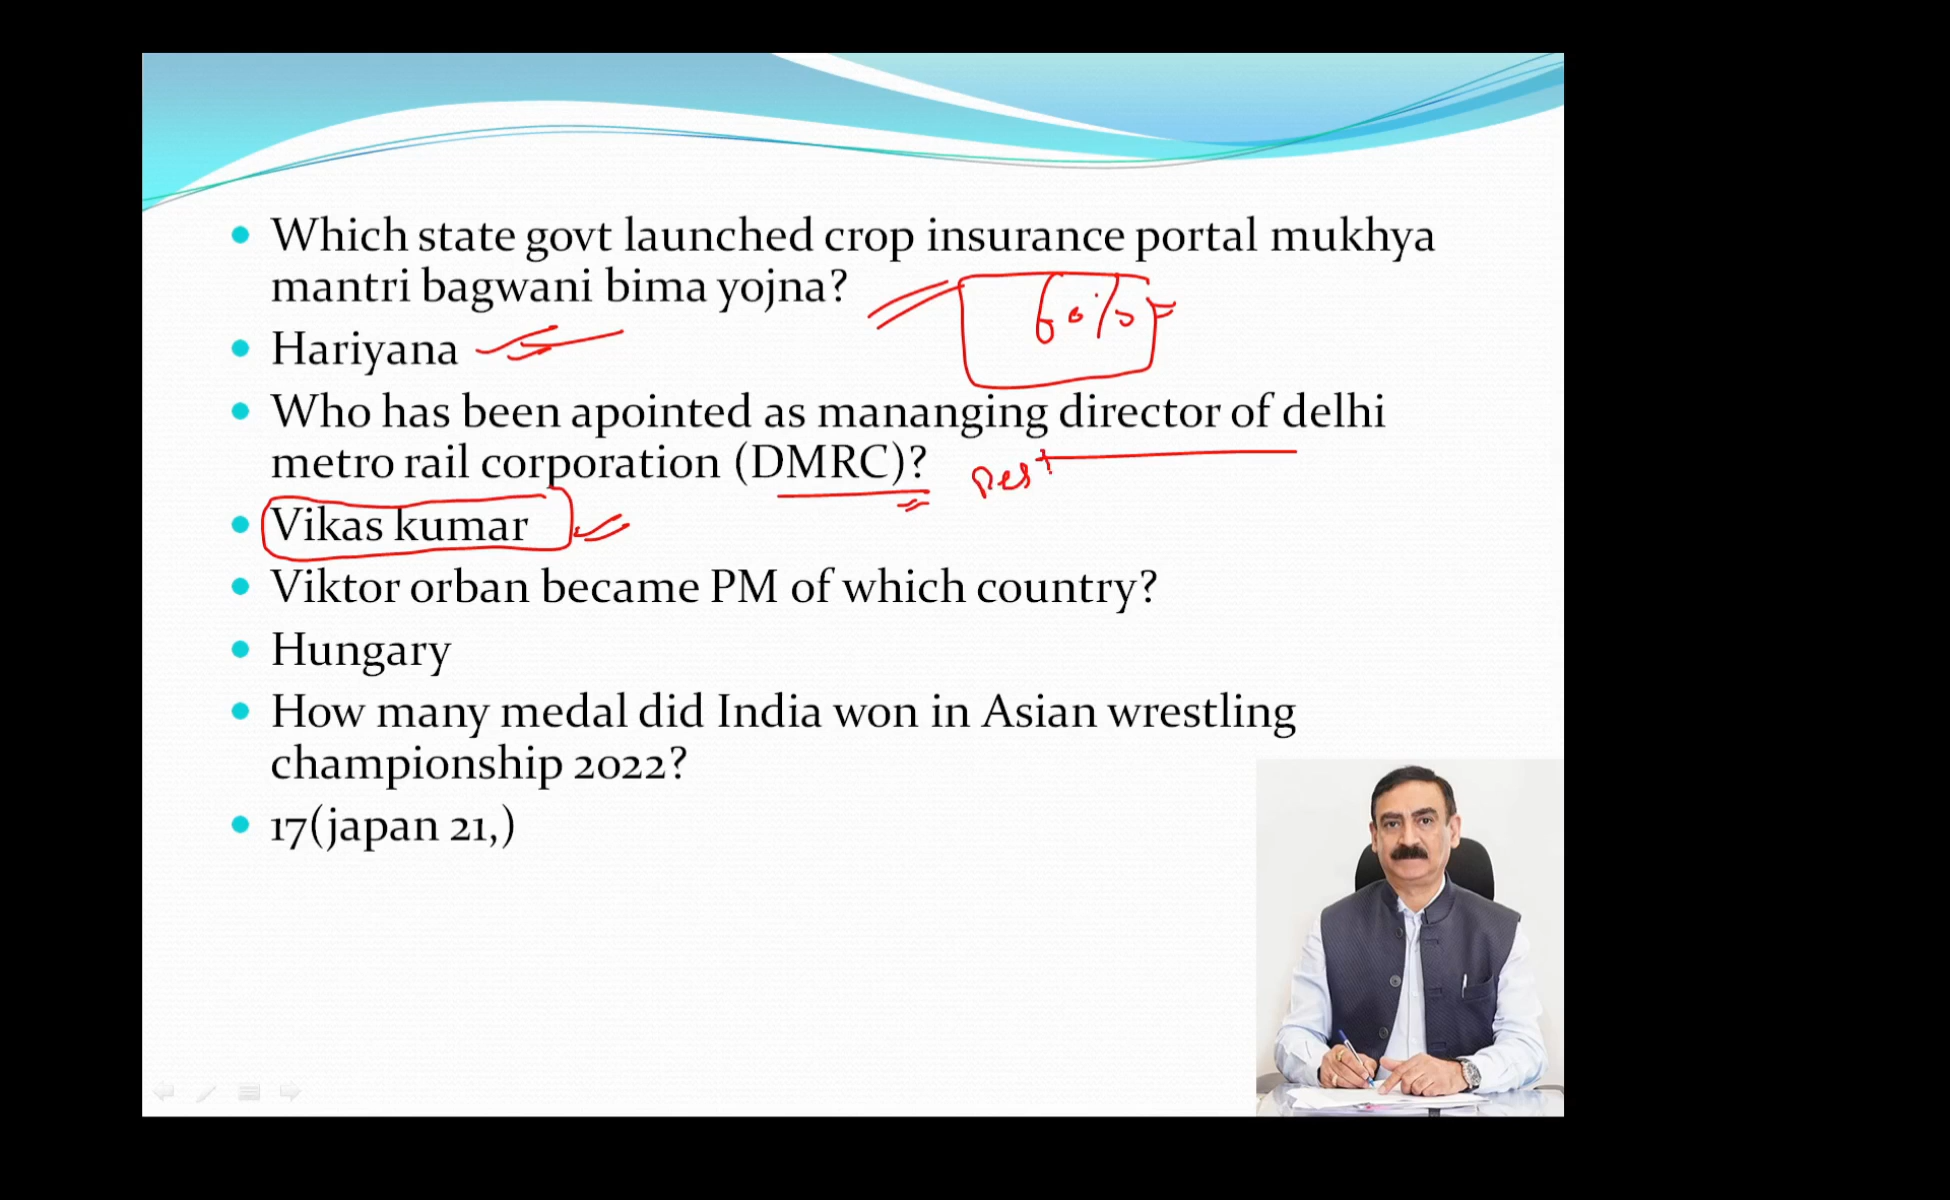 Which state govt launched crop insurance portal mukhya
mantri bagwani bima yojna?
60%
Hariyana
Who has been apointed as mananging director of delhi
metro rail corporation (DMRC)?
Vikas kumar
Viktor orban became PM of which country?
Hungary
How many medal did India won in Asian wrestling
championship 2022?
17(japan 21,)